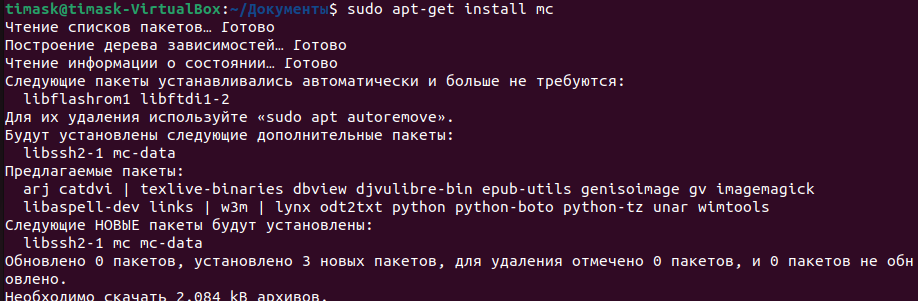 timask@timask-VirtualBox:~/Документы$ sudo apt-get install mc
Чтение списков пакетов… Готово
Построение дерева зависимостей… Готово
Чтение информации о состоянии… Готово
Следующие пакеты устанавливались автоматически и больше не требуются:
  libflashrom1 libftdi1-2
Для их удаления используйте «sudo apt autoremove».
Будут установлены следующие дополнительные пакеты:
  libssh2-1 mc-data
Предлагаемые пакеты:
  arj catdvi | texlive-binaries dbview djvulibre-bin epub-utils genisoimage gv imagemagick
  libaspell-dev links | w3m | lynx odt2txt python python-boto python-tz unar wimtools
Следующие НОВЫЕ пакеты будут установлены:
  libssh2-1 mc mc-data
Обновлено 0 пакетов, установлено 3 новых пакетов, для удаления отмечено 0 пакетов, и 0 пакетов не обн
овлено.
Необходимо скачать 2.084 kB архивов.